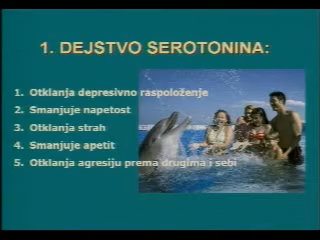 1. DEJSTVO SEROTONINA:
1. Otklanja depresivno raspoloženje
2. Smanjuje napetost
3. Otklanja strah
4. Smanjuje apetit
5. Otklanja agresiju prema drugima i sebi